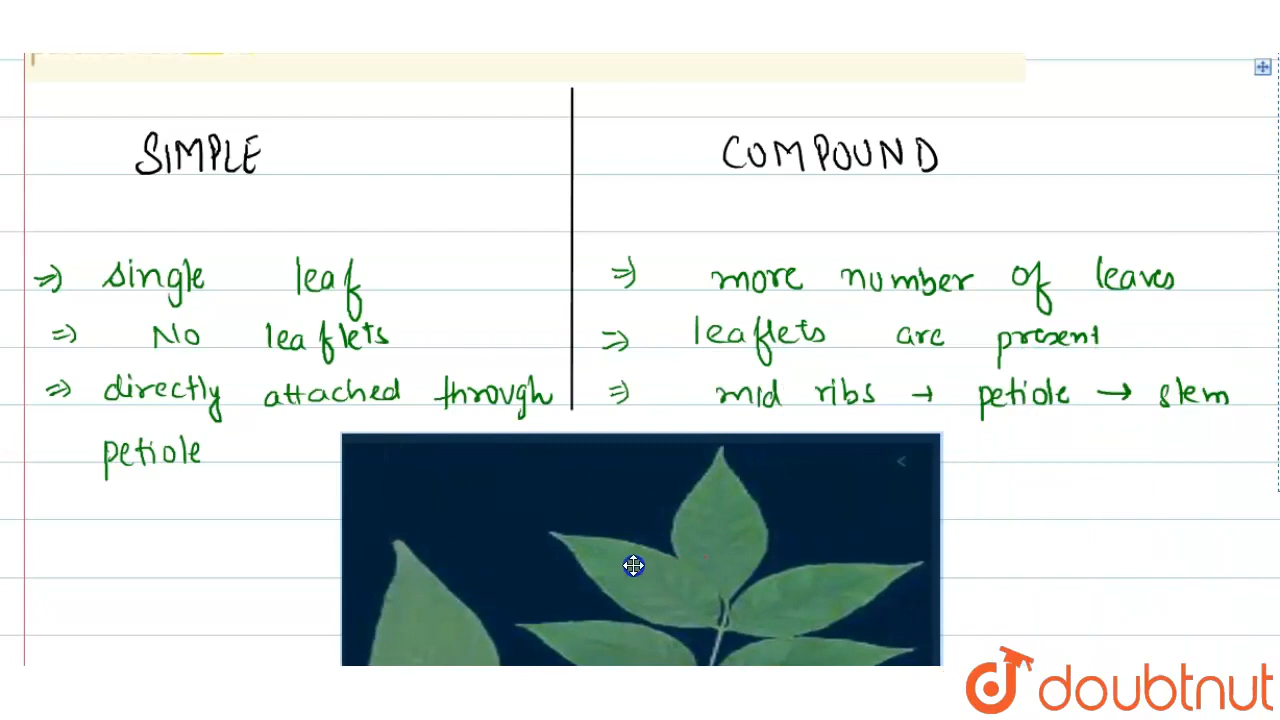 SIMPLE
COMPOUND
⇒ single leaf
⇒ No leaflets
⇒ directly attached through
petiole
⇒ more number of leaves
⇒ leaflets are present
⇒ mid ribs → petiole → stem
doubtnut